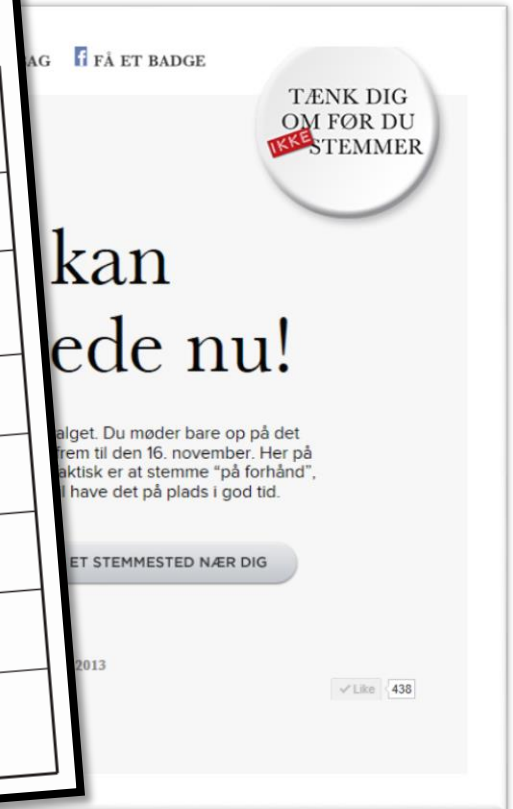 AG FÅ ET BADGE
TÆNK DIG
OM FØR DU
IKKE STEMMER
kan
ede nu!
alget. Du møder bare op på det
frem til den 16. november. Her på
aktisk er at stemme “på forhånd”,
l have det på plads i god tid.
ET STEMMESTED NÆR DIG
2013
Like 438